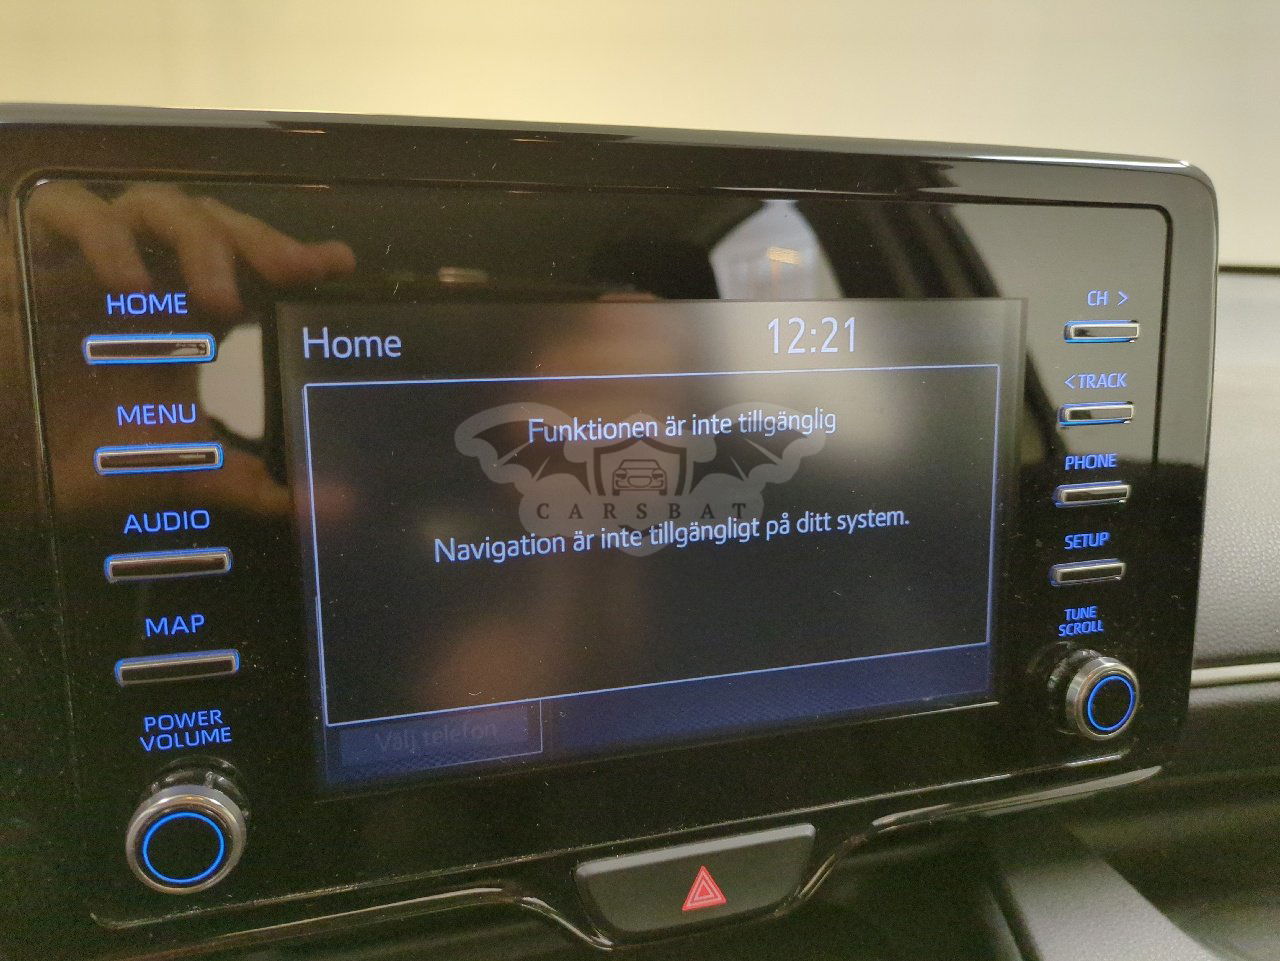 HOME
MENU
AUDIO
MAP
POWER
VOLUME
Home
12:21
Funktionen är inte tillgänglig
CARSBAT
Navigation är inte tillgängligt på ditt system.
Välj telefon
CH >
<TRACK
PHONE
SETUP
TUNE
SCROLL